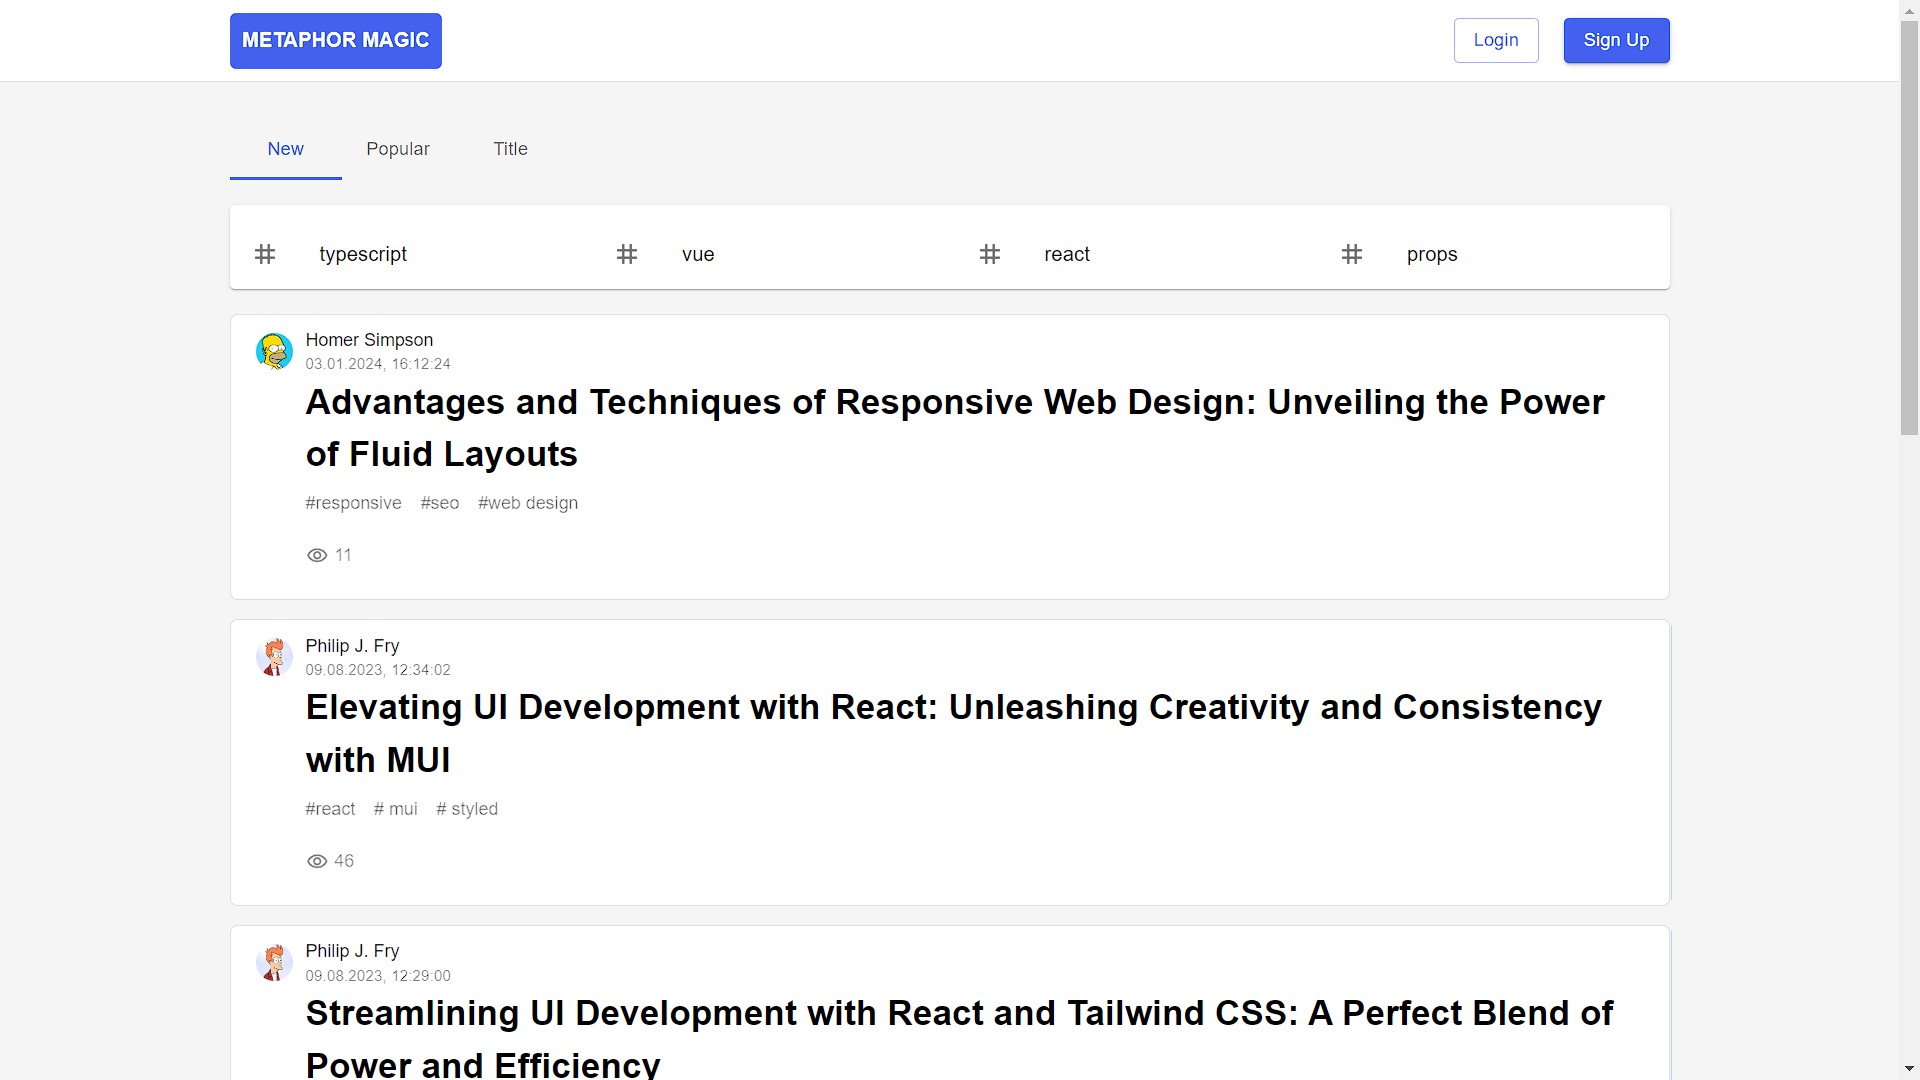 METAPHOR MAGIC
Login
Sign Up
New
Popular
Title
typescript
vue
react
props
Homer Simpson
03.01.2024, 16:12:24
Advantages and Techniques of Responsive Web Design: Unveiling the Power
of Fluid Layouts
#responsive #seo #web design
11
Philip J. Fry
09.08.2023, 12:34:02
Elevating UI Development with React: Unleashing Creativity and Consistency
with MUI
#react # mui # styled
46
Philip J. Fry
09.08.2023, 12:29:00
Streamlining UI Development with React and Tailwind CSS: A Perfect Blend of
Power and Efficiency